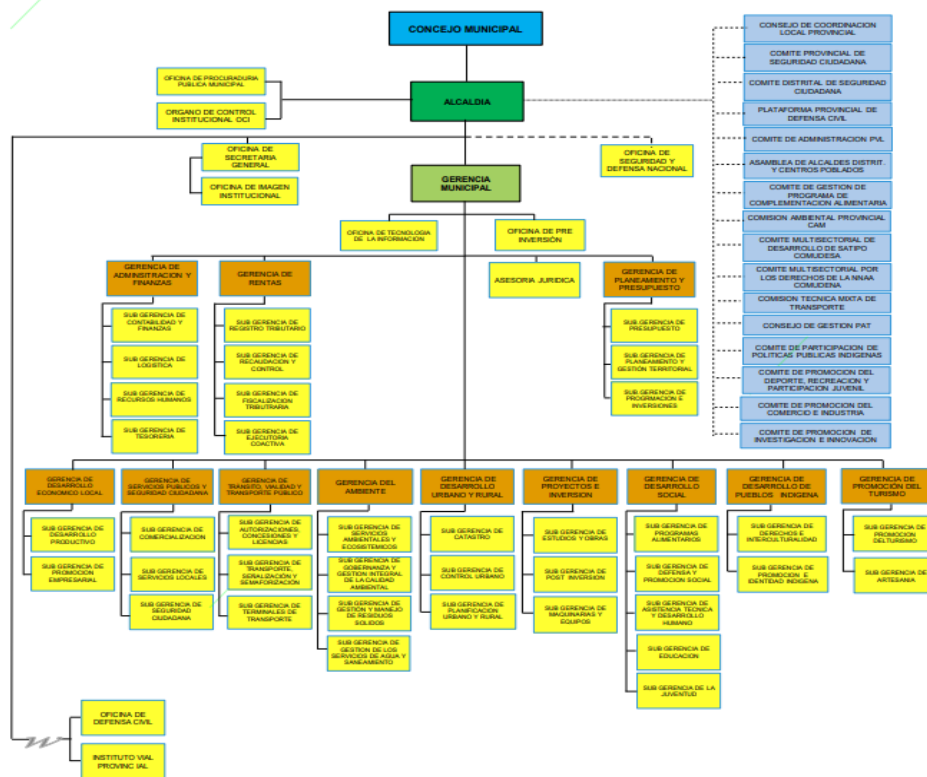 CONCEJO MUNICIPAL
ALCALDIA
OFICINA DE PROCURADURIA
PUBLICA MUNICIPAL
ORGANO DE CONTROL
INSTITUCIONAL OCI
CONSEJO DE COORDINACION
LOCAL PROVINCIAL
COMITE PROVINCIAL DE
SEGURIDAD CIUDADANA
COMITE DISTRITAL DE SEGURIDAD
CIUDADANA
PLATAFORMA PROVINCIAL DE
DEFENSA CIVIL
COMITE DE ADMINISTRACION PVL
ASAMBLEA DE ALCALDES DISTRIT. Y
CENTROS POBLADOS
COMITE DE GESTION DE
PROGRAMA DE
COMPLEMENTACION ALIMENTARIA
COMISION AMBIENTAL PROVINCIAL
CAM
COMITE MULTISECTORIAL DE
DESARROLLO DE SATIPO
COMUDESA
COMITE MULTISECTORIAL POR
LOS DERECHOS DE LA NNAA
COMUDENA
COMISION TECNICA MIXTA DE
TRANSPORTE
CONSEJO DE GESTION PAT
COMITE DE PARTICIPACION DE
POLITICAS PUBLICAS INDIGENAS
COMITE DE PROMOCION DEL
DEPORTE, RECREACION Y
PARTICIPACION JUVENIL
COMITE DE PROMOCION DEL
COMERCIO E INDUSTRIA
COMITE DE PROMOCION DE
INVESTIGACION E INNOVACION
OFICINA DE
SECRETARIA
GENERAL
OFICINA DE IMAGEN
INSTITUCIONAL
OFICINA DE
SEGURIDAD Y
DEFENSA NACIONAL
GERENCIA
MUNICIPAL
OFICINA DE TECNOLOGIA
DE LA INFORMACION
OFICINA DE PRE
INVERSIÓN
GERENCIA DE
ADMINSITRACION Y
FINANZAS
SUB GERENCIA DE
CONTABILIDAD Y
FINANZAS
SUB GERENCIA DE
LOGISTICA
SUB GERENCIA DE
RECURSOS HUMANOS
SUB GERENCIA DE
TESORERIA
GERENCIA DE
RENTAS
SUB GERENCIA DE
REGISTRO TRIBUTARIO
SUB GERENCIA DE
RECAUDACION Y
CONTROL
SUB GERENCIA DE
FISCALIZACION
TRIBUTRARIA
SUB GERENCIA DE
EJECUTORIA
COACTIVA
ASESORIA JURIDICA
GERENCIA DE
PLANEAMIENTO Y
PRESUPUESTO
SUB GERENCIA DE
PRESUPUESTO
SUB GERENCIA DE
PLANEAMIENTO Y
GESTIÓN TERRITORIAL
SUB GERENCIA DE
PROGRMACION E
INVERSIONES
GERENCIA DE
DESARROLLO
ECONOMICO LOCAL
SUB GERENCIA DE
DESARROLLO
PRODUCTIVO
SUB GERENCIA DE
PROMOCION
EMPRESARIAL
GERENCIA DE
SERVICIOS PUBLICOS Y
SEGURIDAD CIUDADANA
SUB GERENCIA DE
COMERCIALIZACION
SUB GERENCIA DE
SERVICIOS LOCALES
SUB GERENCIA DE
SEGURIDAD
CIUDADANA
GERENCIA DE
TRÁNSITO, VIALIDAD Y
TRANSPORTE PÚBLICO
SUB GERENCIA DE
AUTORIZACIONES,
CONCESIONES Y
LICENCIAS
SUB GERENCIA DE
TRANSPORTE,
SEÑALIZACIÓN Y
SEMAFORIZACIÓN
SUB GERENCIA DE
TERMINALES DE
TRANSPORTE
GERENCIA DEL
AMBIENTE
SUB GERENCIA DE
SERVICIOS
AMBIENTALES Y
ECOSISTEMICOS
SUB GERENCIA DE
GOBERNANZA Y
GESTION INTEGRAL
DE LA CALIDAD
AMBIENTAL
SUB GERENCIA DE
GESTIÓN Y MANEJO
DE RESIDUOS
SOLIDOS
SUB GERENCIA DE
GESTION DE LOS
SERVICIOS DE AGUA Y
SANEAMIENTO
GERENCIA DE
DESARROLLO
URBANO Y RURAL
SUB GERENCIA DE
CATASTRO
SUB GERENCIA DE
CONTROL URBANO
SUB GERENCIA DE
PLANIFICACION
URBANO Y RURAL
GERENCIA DE
PROYECTOS E
INVERSION
SUB GERENCIA DE
ESTUDIOS Y OBRAS
SUB GERENCIA DE
POST INVERSION
SUB GERENCIA DE
MAQUINARIAS Y
EQUIPOS
GERENCIA DE
DESARROLLO
SOCIAL
SUB GERENCIA DE
PROGRAMAS
ALIMENTARIOS
SUB GERENCIA DE
DEFENSA Y
PROMOCION SOCIAL
SUB GERENCIA DE
ASISTENCIA TECNICA
Y DESARROLLO
HUMANO
SUB GERENCIA DE
EDUCACION
SUB GERENCIA DE LA
JUVENTUD
GERENCIA DE
DESARROLLO DE
PUEBLOS INDIGENA
SUB GERENCIA DE
DERECHOS E
INTERCULTURALIDAD
SUB GERENCIA DE
PROMOCION E
IDENTIDAD INDIGENA
GERENCIA DE
PROMOCIÓN DEL
TURISMO
SUB GERENCIA DE
PROMOCION
DELTURISMO
SUB GERENCIA DE
ARTESANIA
OFICINA DE
DEFENSA CIVIL
INSTITUTO VIAL
PROVINCIAL